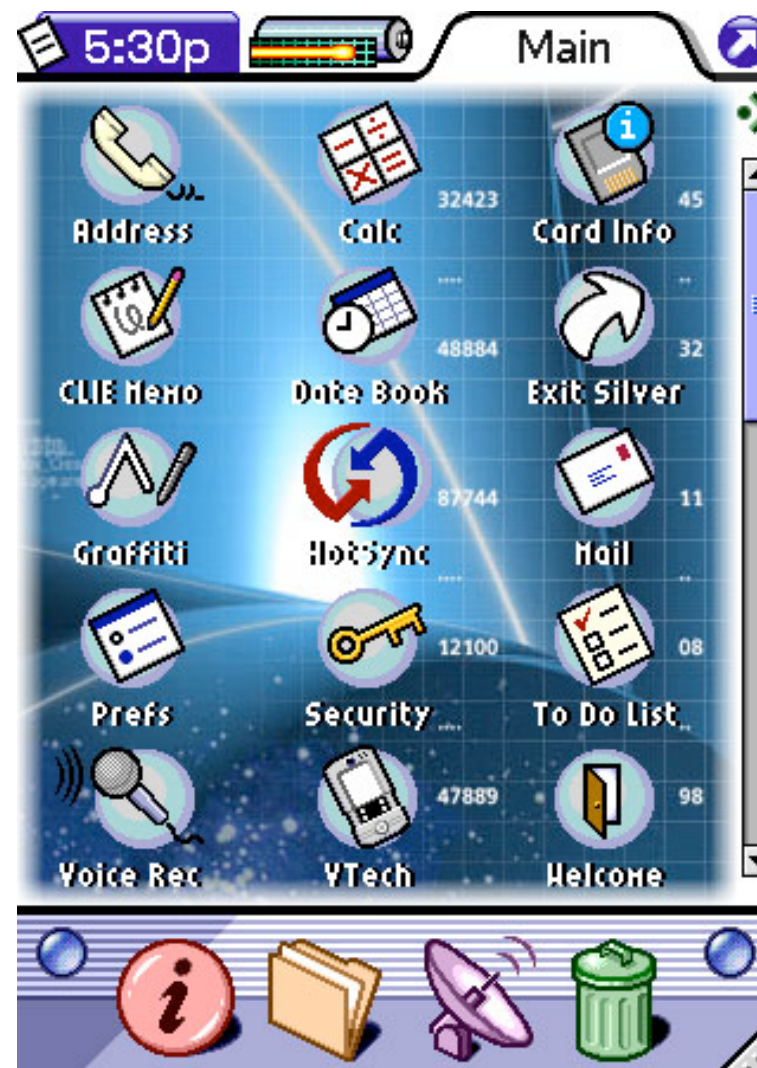 5:30p
Main
32423
45
Address
Calc
Card Info
48884
32
CLIE Memo
Date Book
Exit Silver
87744
11
Graffiti
HotSync
Mail
12100
08
Prefs
Security
To Do List
47889
98
Voice Rec
VTech
Welcome